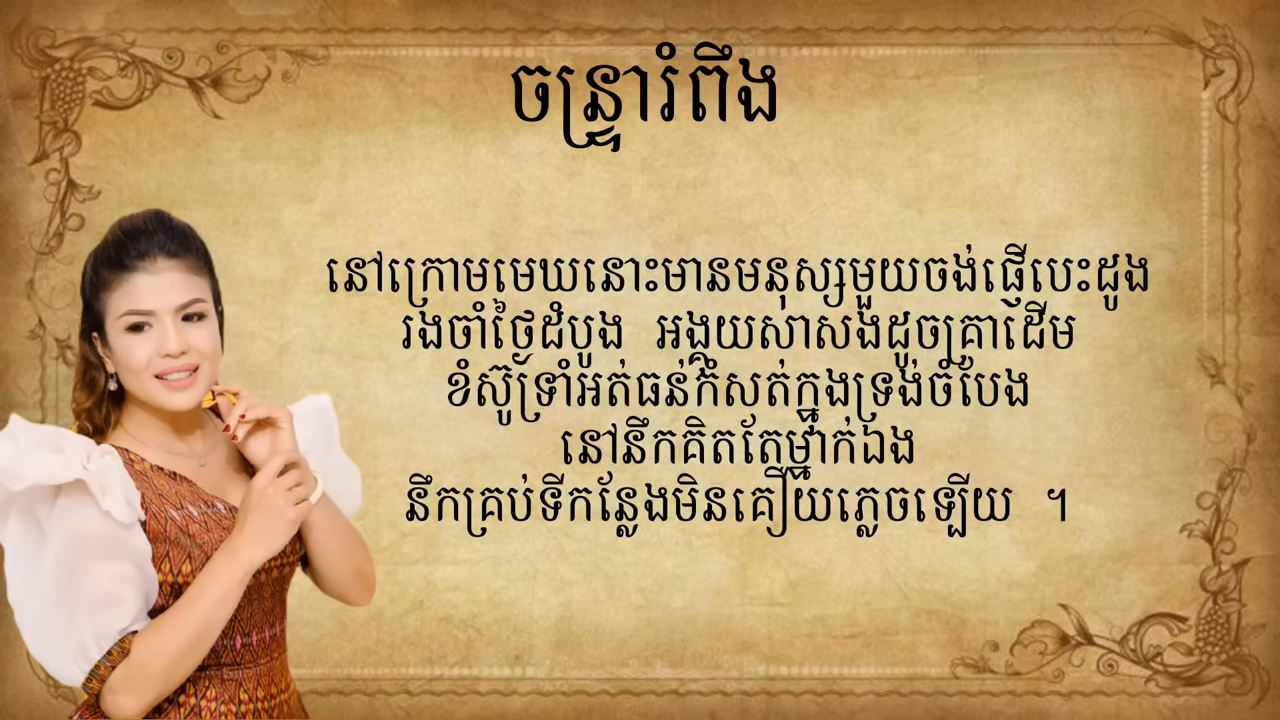 ចន្ទ្រារំពឹង
នៅក្រោមមេឃនោះមានមនុស្សមួយចង់ផ្ញើបេះដូង
រង់ចាំថ្ងៃដំបូង អង្គុយស្មាសងដូចគ្រាដើម
ខំស៊ូទ្រាំអត់ធន់កំសត់ក្នុងទ្រង់ចំបែង
នៅនឹកគិតតែម្នាក់ឯង
នឹកគ្រប់ទីកន្លែងមិនគឿយភ្លេចឡើយ ។